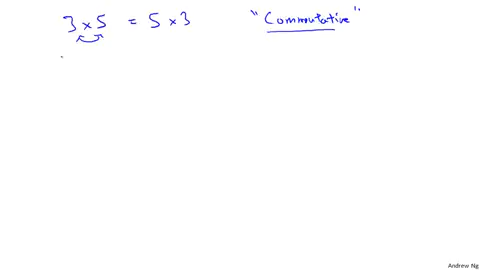 3 × 5 = 5 × 3 "Commutative"
Andrew Ng